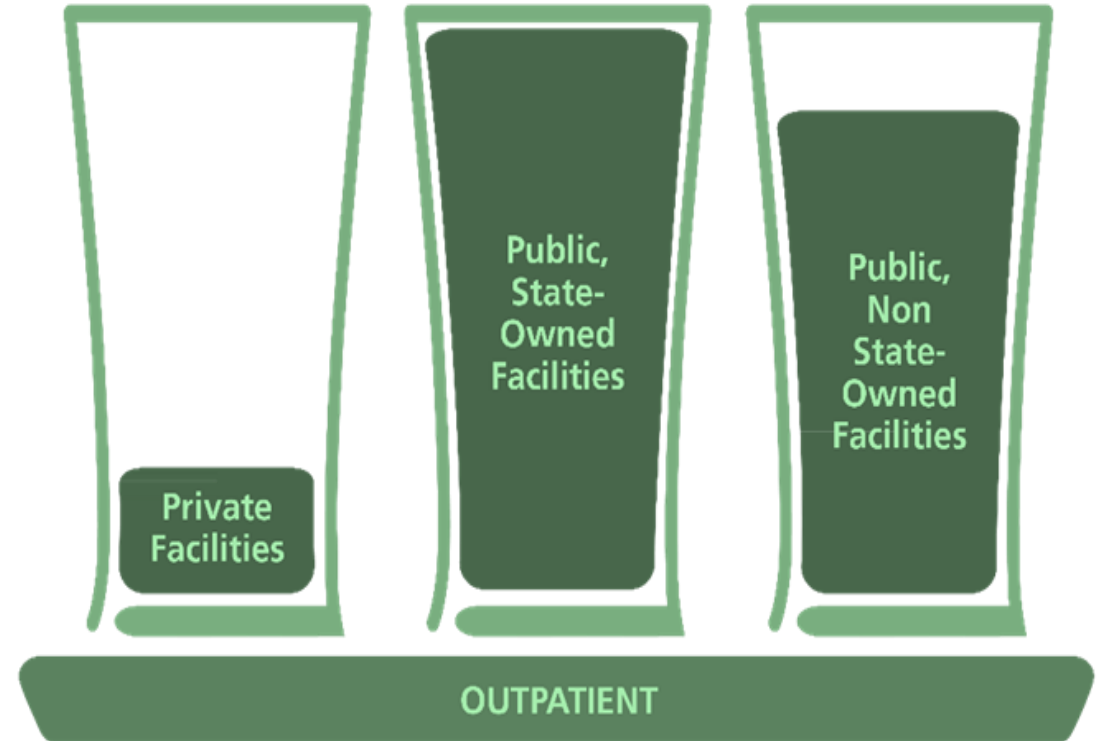 Private
Facilities
Public,
State-
Owned
Facilities
Public,
Non
State-
Owned
Facilities
OUTPATIENT